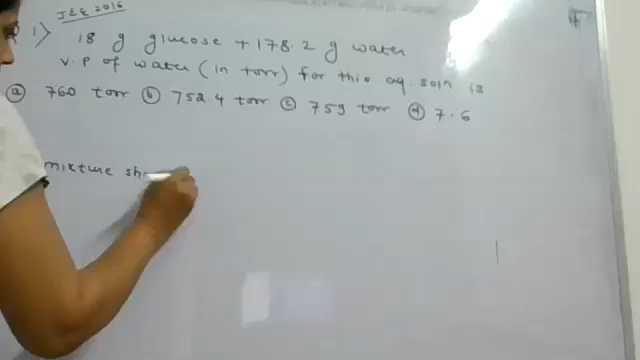 JEE 2016
1) 18 g glucose + 178.2 g water
v.p of water (in torr) for this aq. soln is
(a) 760 torr (b) 752.4 torr (c) 759 torr (d) 7.6
mixture sh